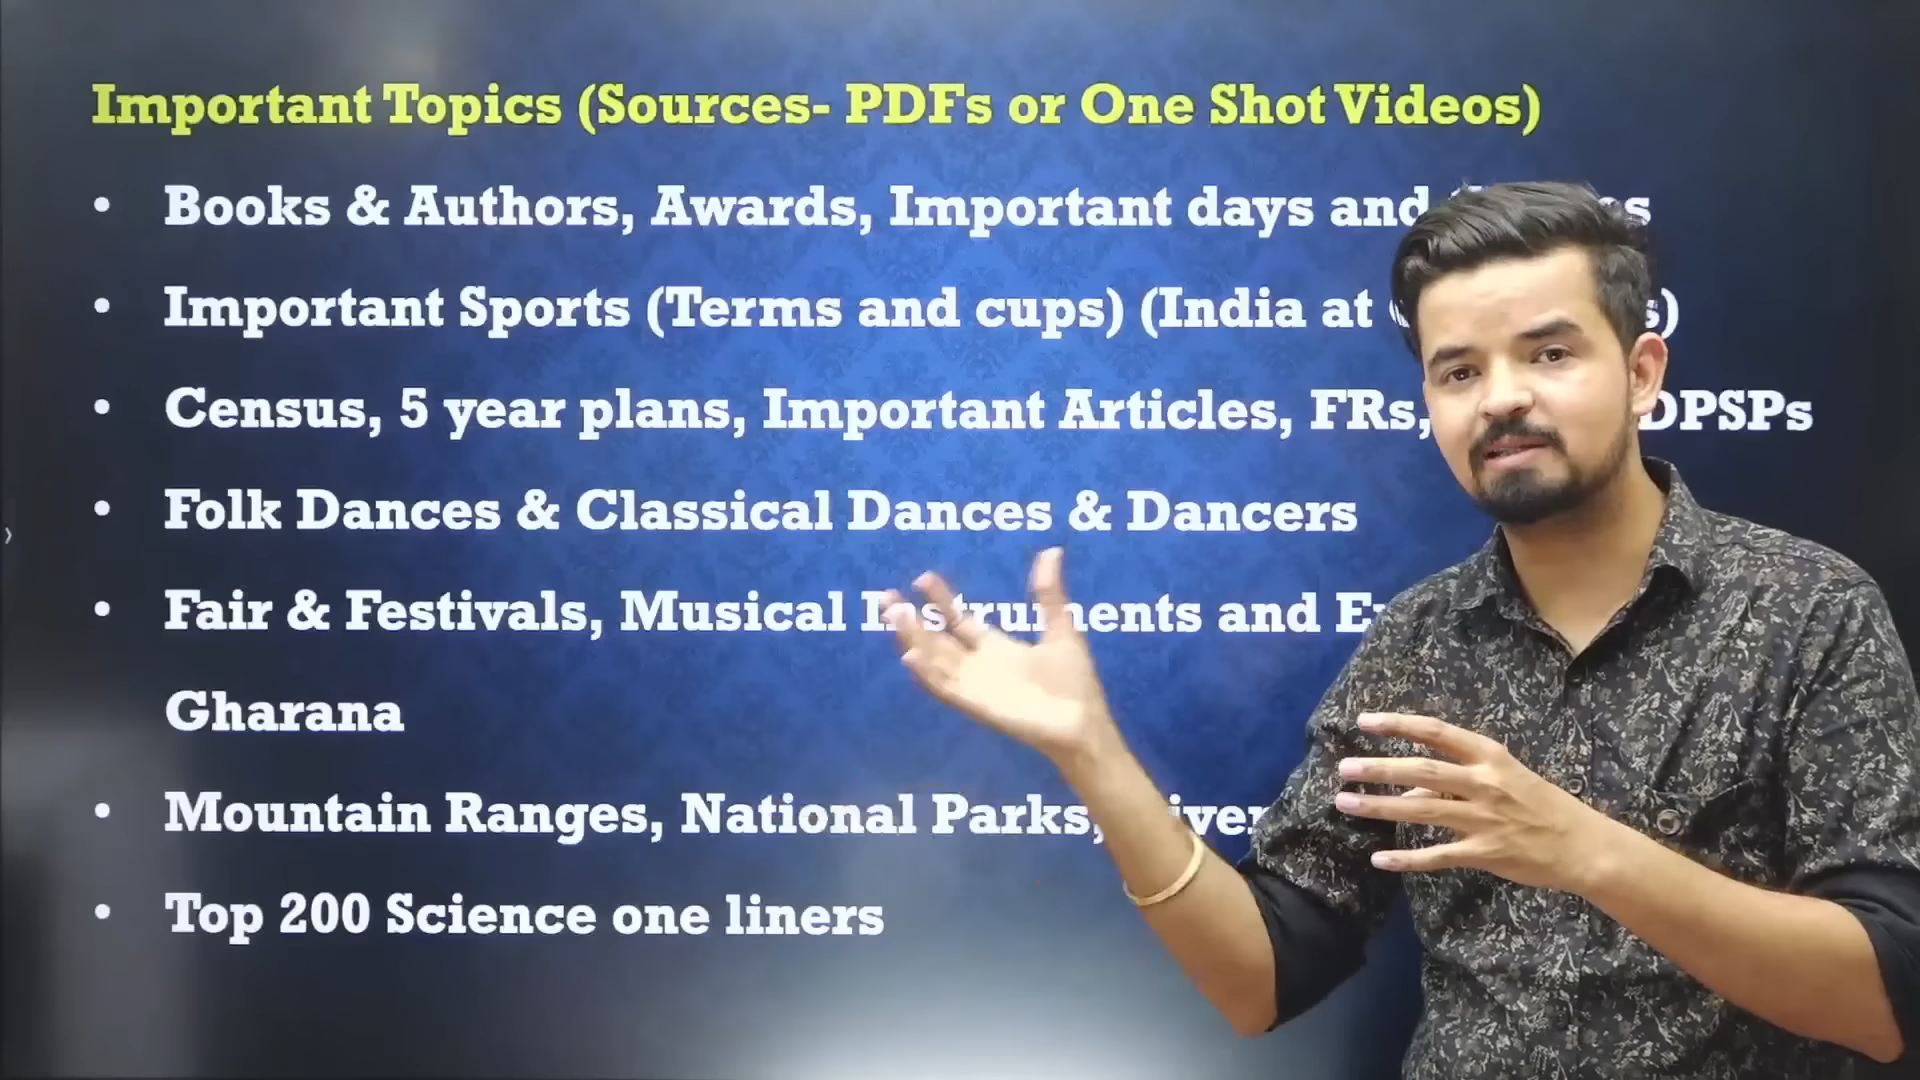 Important Topics (Sources- PDFs or One Shot Videos)
• Books & Authors, Awards, Important days and
• Important Sports (Terms and cups) (India at
• Census, 5 year plans, Important Articles, FRs, DPSPs
• Folk Dances & Classical Dances & Dancers
• Fair & Festivals, Musical Instruments and
Gharana
• Mountain Ranges, National Parks,
• Top 200 Science one liners